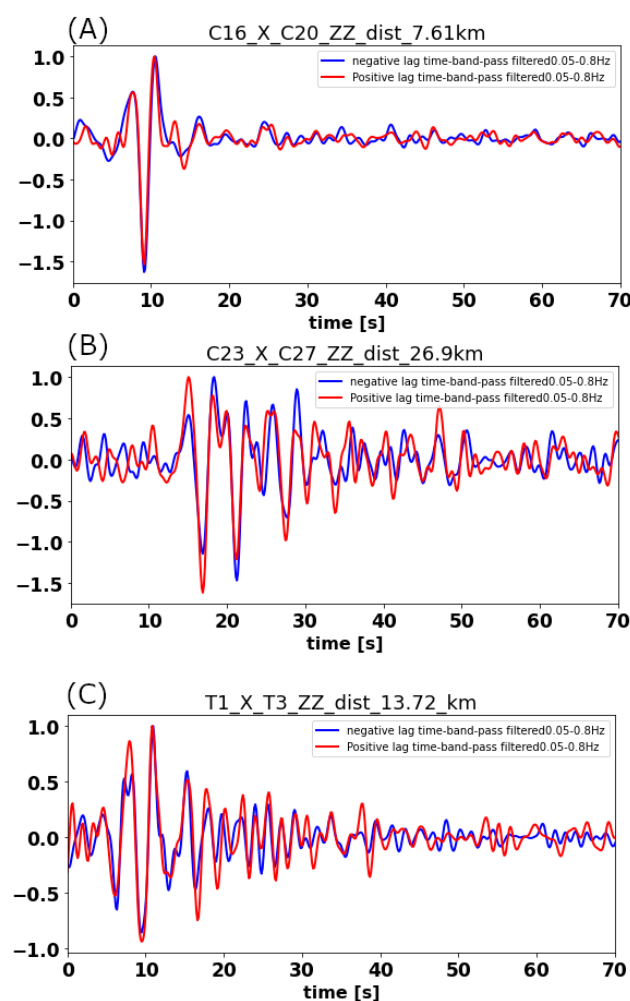 (A)
C16_X_C20_ZZ_dist_7.61km
negative lag time-band-pass filtered0.05-0.8Hz
Positive lag time-band-pass filtered0.05-0.8Hz
1.0
0.5
0.0
−0.5
−1.0
−1.5
0 10 20 30 40 50 60 70
time [s]
(B)
C23_X_C27_ZZ_dist_26.9km
negative lag time-band-pass filtered0.05-0.8Hz
Positive lag time-band-pass filtered0.05-0.8Hz
1.0
0.5
0.0
−0.5
−1.0
−1.5
0 10 20 30 40 50 60 70
time [s]
(C)
T1_X_T3_ZZ_dist_13.72_km
negative lag time-band-pass filtered0.05-0.8Hz
Positive lag time-band-pass filtered0.05-0.8Hz
1.0
0.5
0.0
−0.5
−1.0
0 10 20 30 40 50 60 70
time [s]